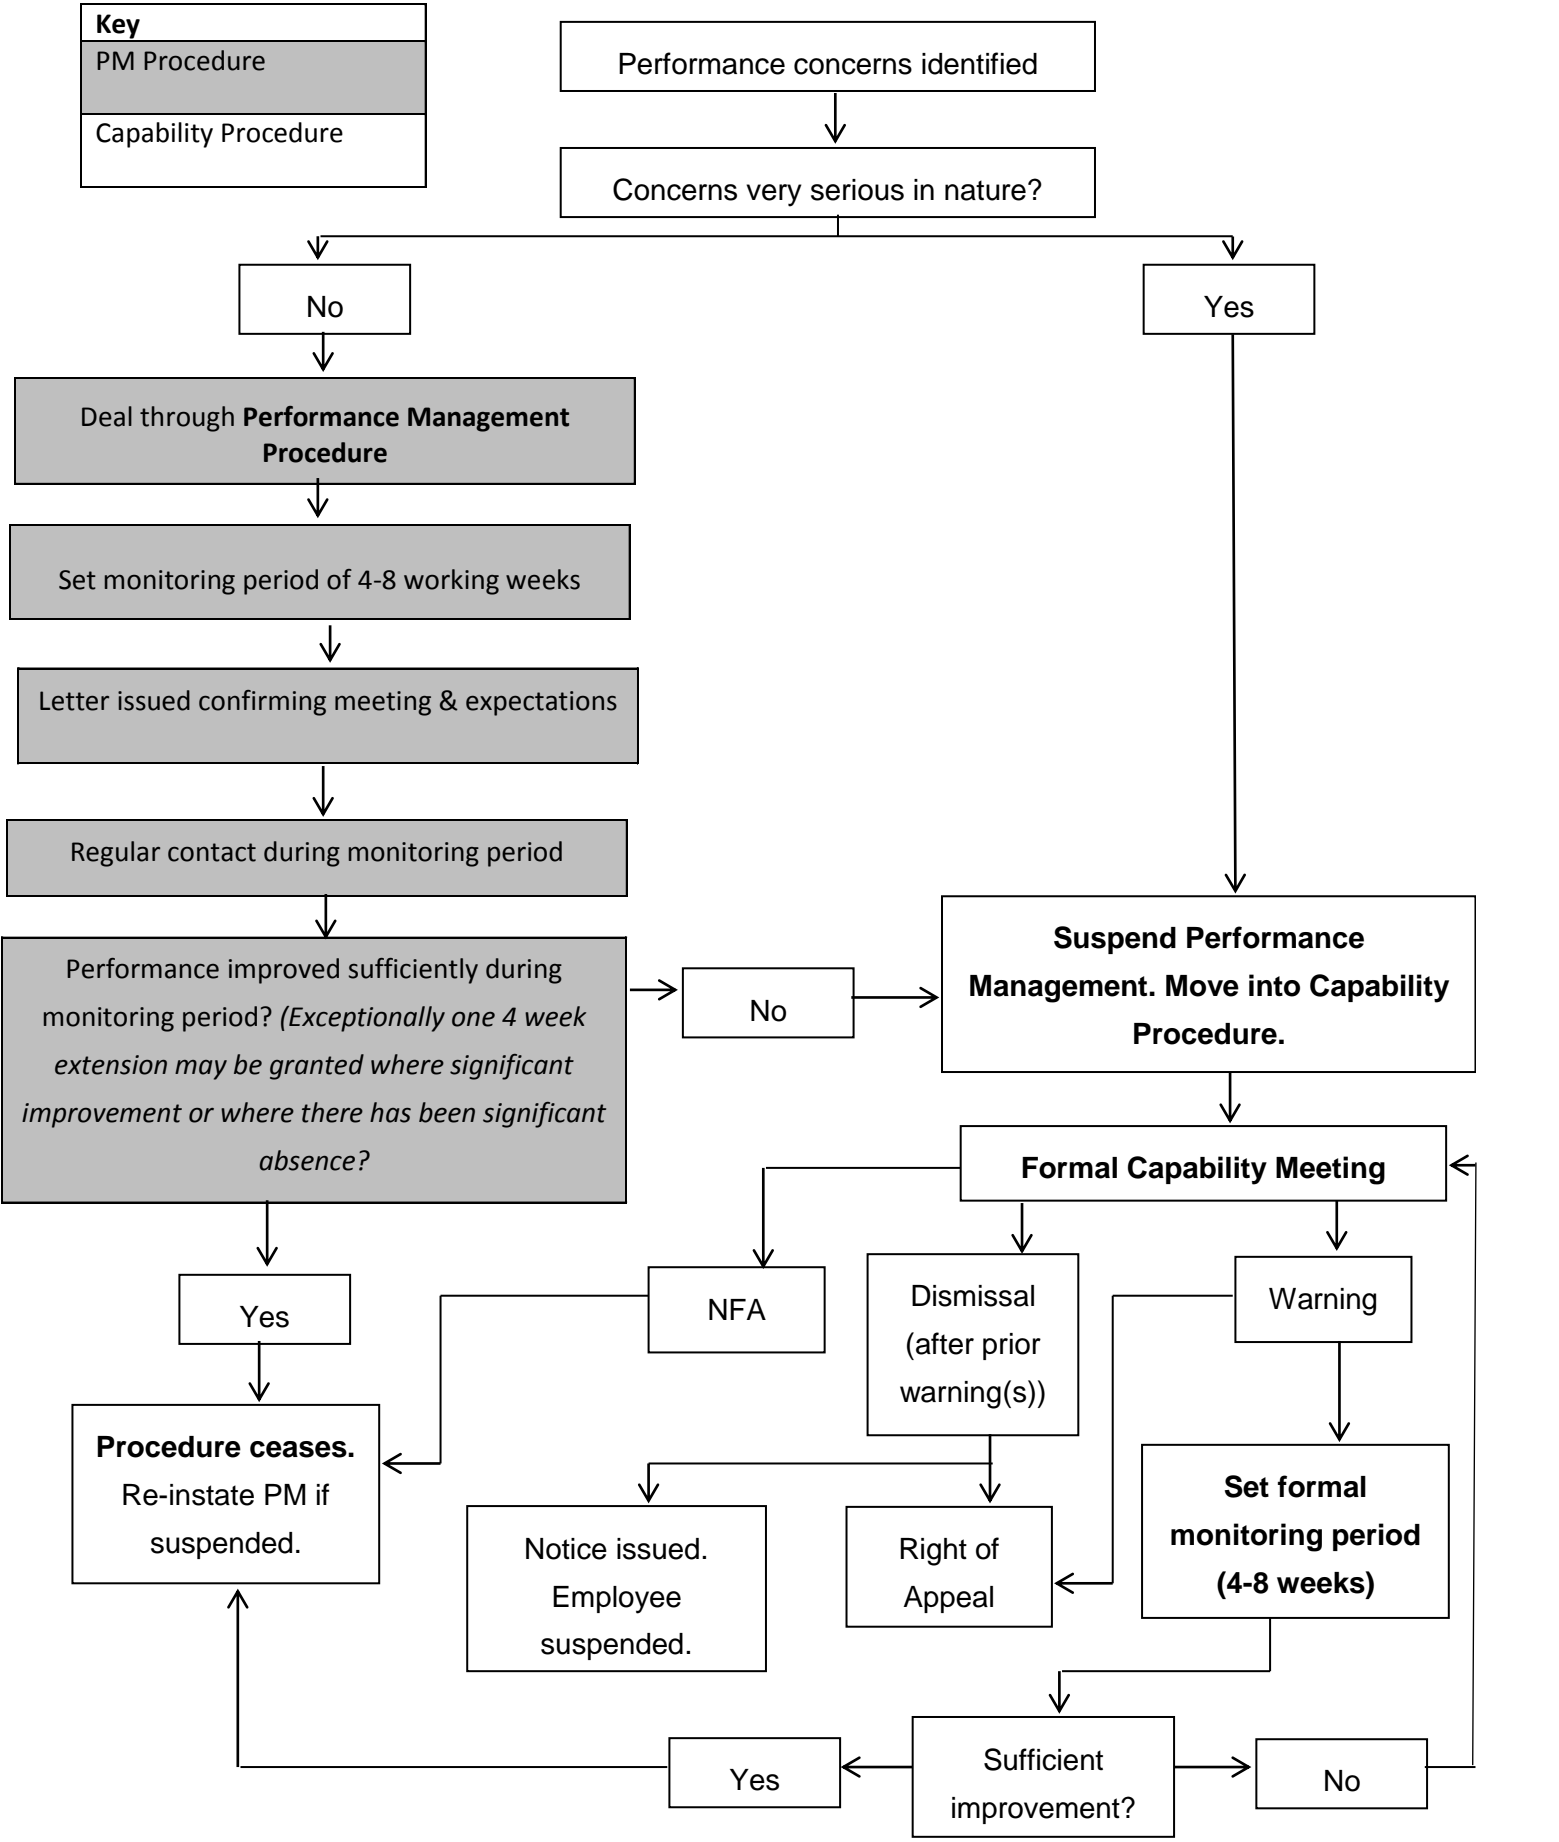 Key
PM Procedure
Capability Procedure
Performance concerns identified
Concerns very serious in nature?
No
Yes
Deal through Performance Management
Procedure
Set monitoring period of 4-8 working weeks
Letter issued confirming meeting & expectations
Regular contact during monitoring period
Performance improved sufficiently during
monitoring period? (Exceptionally one 4 week
extension may be granted where significant
improvement or where there has been significant
absence?
No
Suspend Performance
Management. Move into Capability
Procedure.
Formal Capability Meeting
Yes
NFA
Dismissal
(after prior
warning(s))
Warning
Procedure ceases.
Re-instate PM if
suspended.
Notice issued.
Employee
suspended.
Right of
Appeal
Set formal
monitoring period
(4-8 weeks)
Yes
Sufficient
improvement?
No